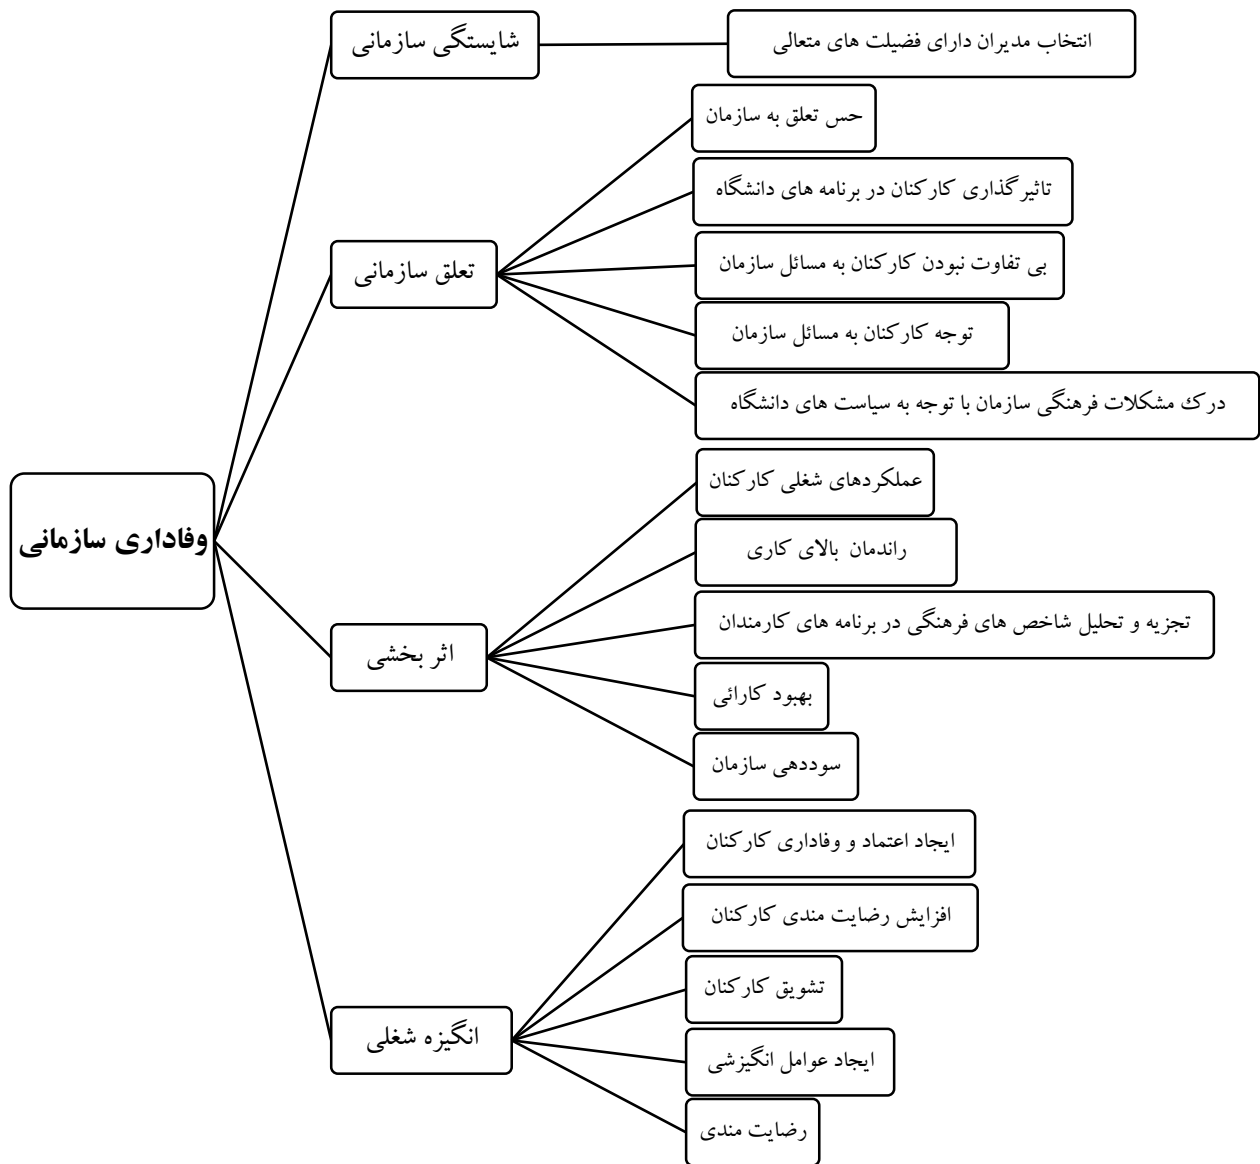 شایستگی سازمانی
انتخاب مدیران دارای فضیلت های متعالی
حس تعلق به سازمان
تاثیرگذاری کارکنان در برنامه های دانشگاه
تعلق سازمانی
بی تفاوت نبودن کارکنان به مسائل سازمان
توجه کارکنان به مسائل سازمان
درک مشکلات فرهنگی سازمان با توجه به سیاست های دانشگاه
وفاداری سازمانی
عملکردهای شغلی کارکنان
راندمان بالای کاری
تجزیه و تحلیل شاخص های فرهنگی در برنامه های کارمندان
اثر بخشی
بهبود کارائی
سوددهی سازمان
ایجاد اعتماد و وفاداری کارکنان
افزایش رضایت مندی کارکنان
تشویق کارکنان
انگیزه شغلی
ایجاد عوامل انگیزشی
رضایت مندی